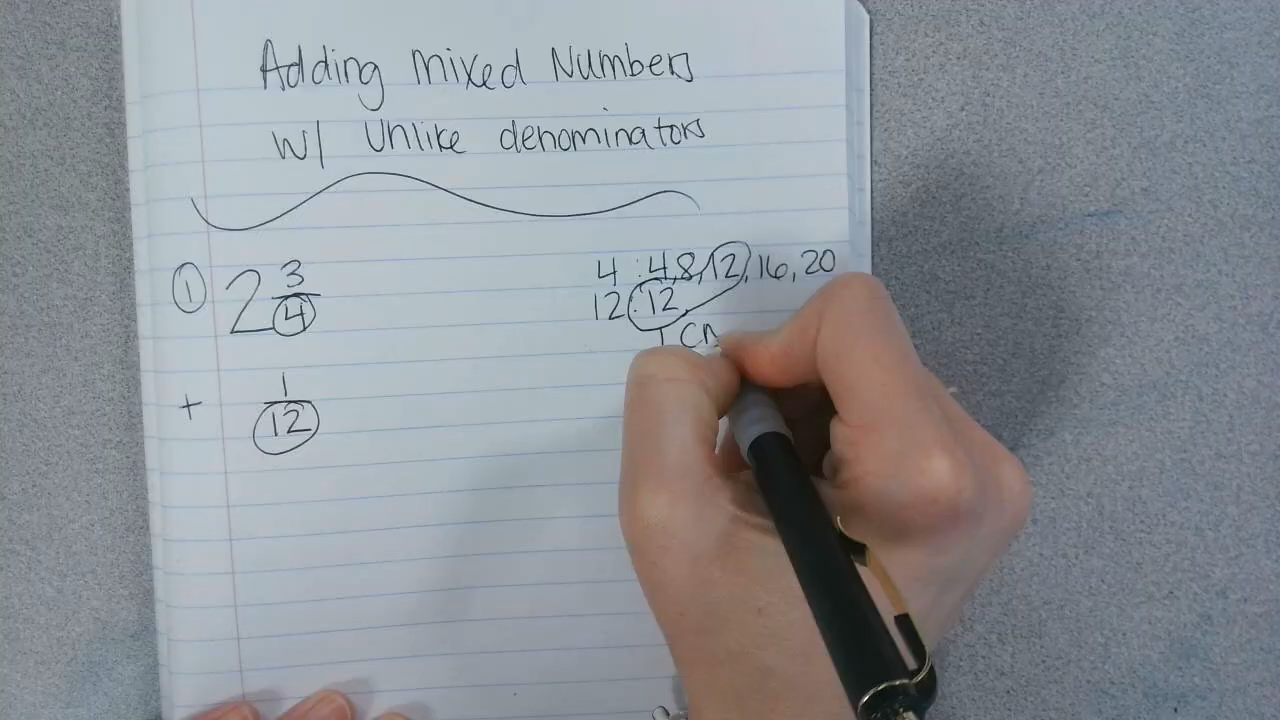 Adding Mixed Numbers
w/ Unlike denominators
① 2 3/4
+ 1/12
4 : 4, 8, 12, 16, 20
12 : 12
LCD